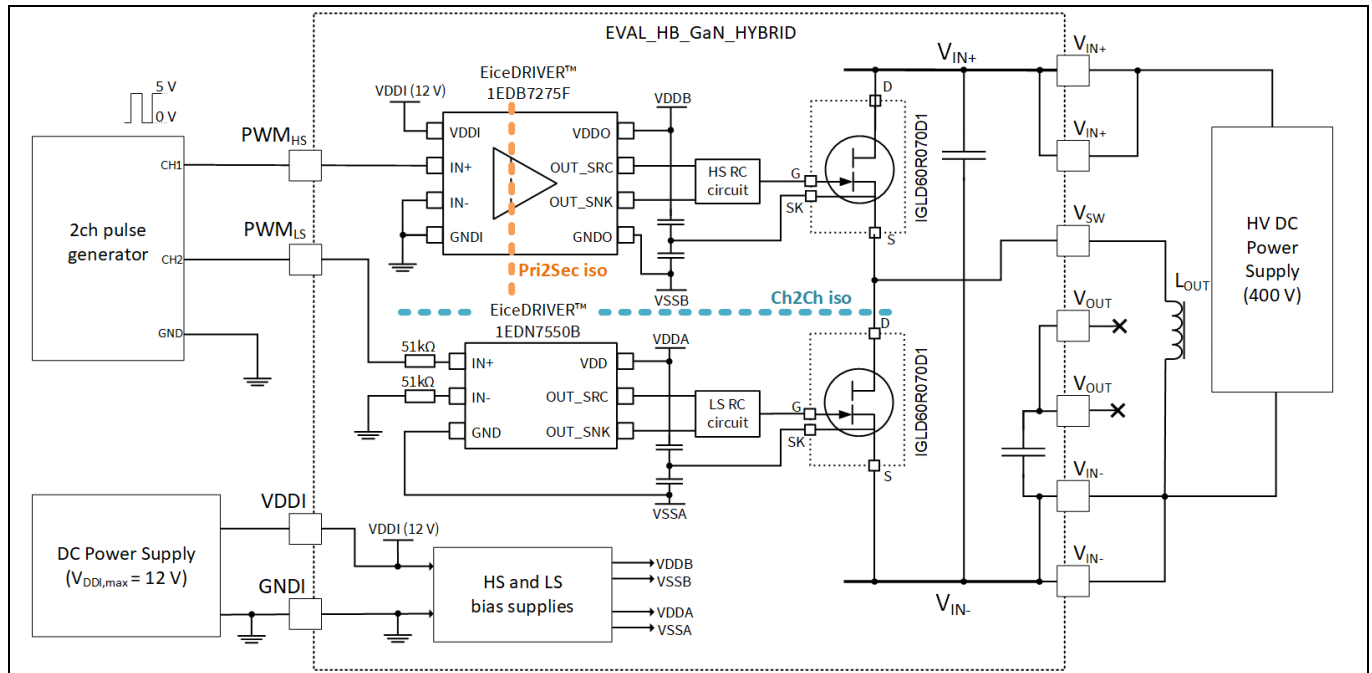 EVAL_HB_GaN_HYBRID
5 V
0 V
2ch pulse
generator
CH1
CH2
GND
PWMHS
PWMLS
VDDI (12 V)
EiceDRIVER™
1EDB7275F
VDDI
IN+
IN-
GNDI
VDDO
OUT_SRC
OUT_SNK
GNDO
Pri2Sec iso
VDDB
VSSB
HS RC
circuit
G
SK
D
S
IGLD60R070D1
Ch2Ch iso
EiceDRIVER™
1EDN7550B
51kΩ
51kΩ
IN+
IN-
GND
VDD
OUT_SRC
OUT_SNK
VDDA
VSSA
LS RC
circuit
G
SK
D
S
IGLD60R070D1
DC Power Supply
(VDDI,max = 12 V)
VDDI
GNDI
VDDI (12 V)
HS and LS
bias supplies
VDDB
VSSB
VDDA
VSSA
VIN+
VIN-
VIN+
VIN+
VSW
VOUT
VOUT
VIN-
VIN-
LOUT
HV DC
Power
Supply
(400 V)